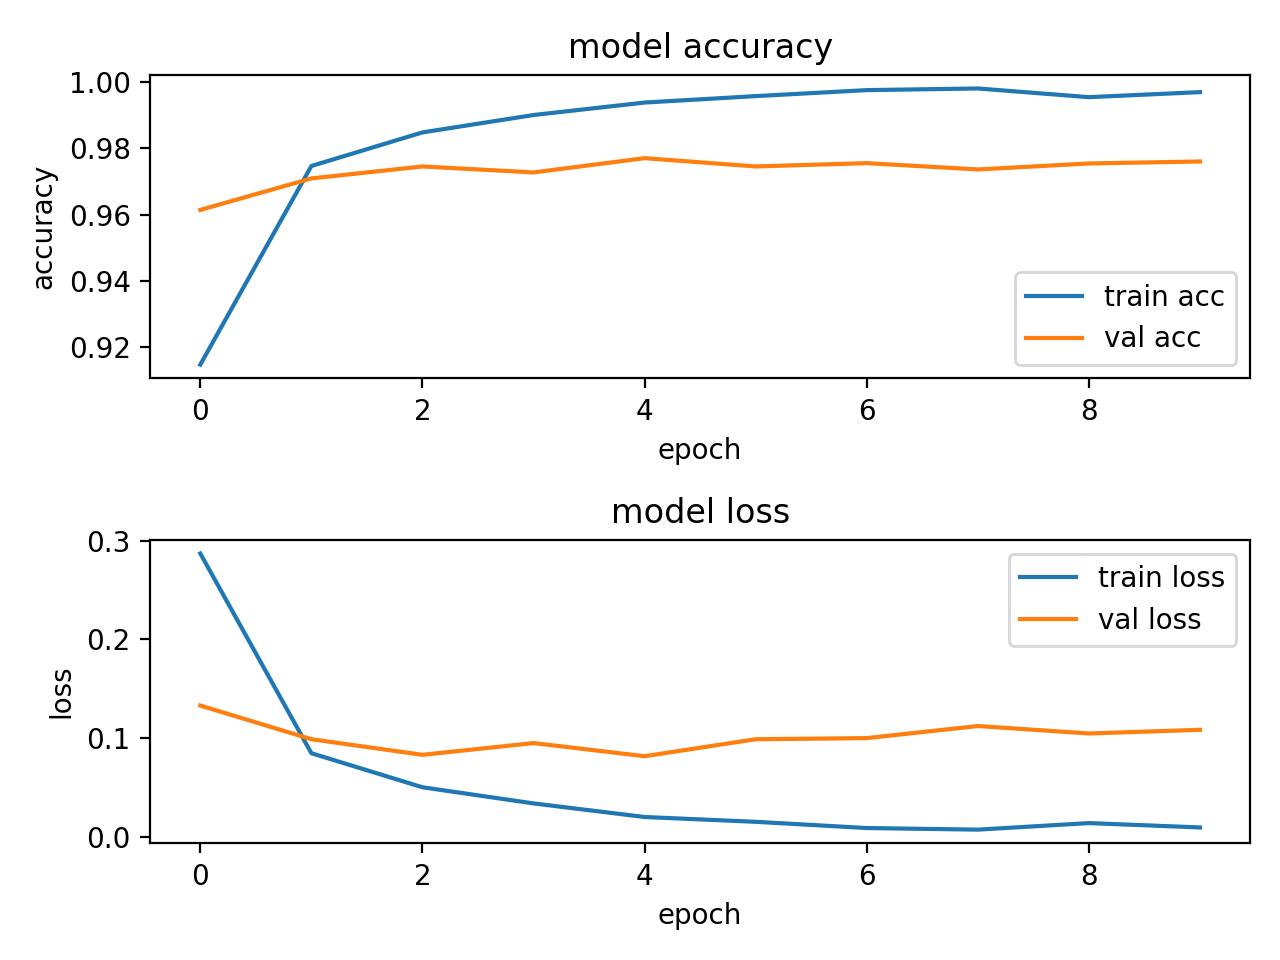 model accuracy
1.00
0.98
0.96
0.94
0.92
accuracy
train acc
val acc
0 2 4 6 8
epoch
model loss
0.3
0.2
0.1
0.0
loss
train loss
val loss
0 2 4 6 8
epoch